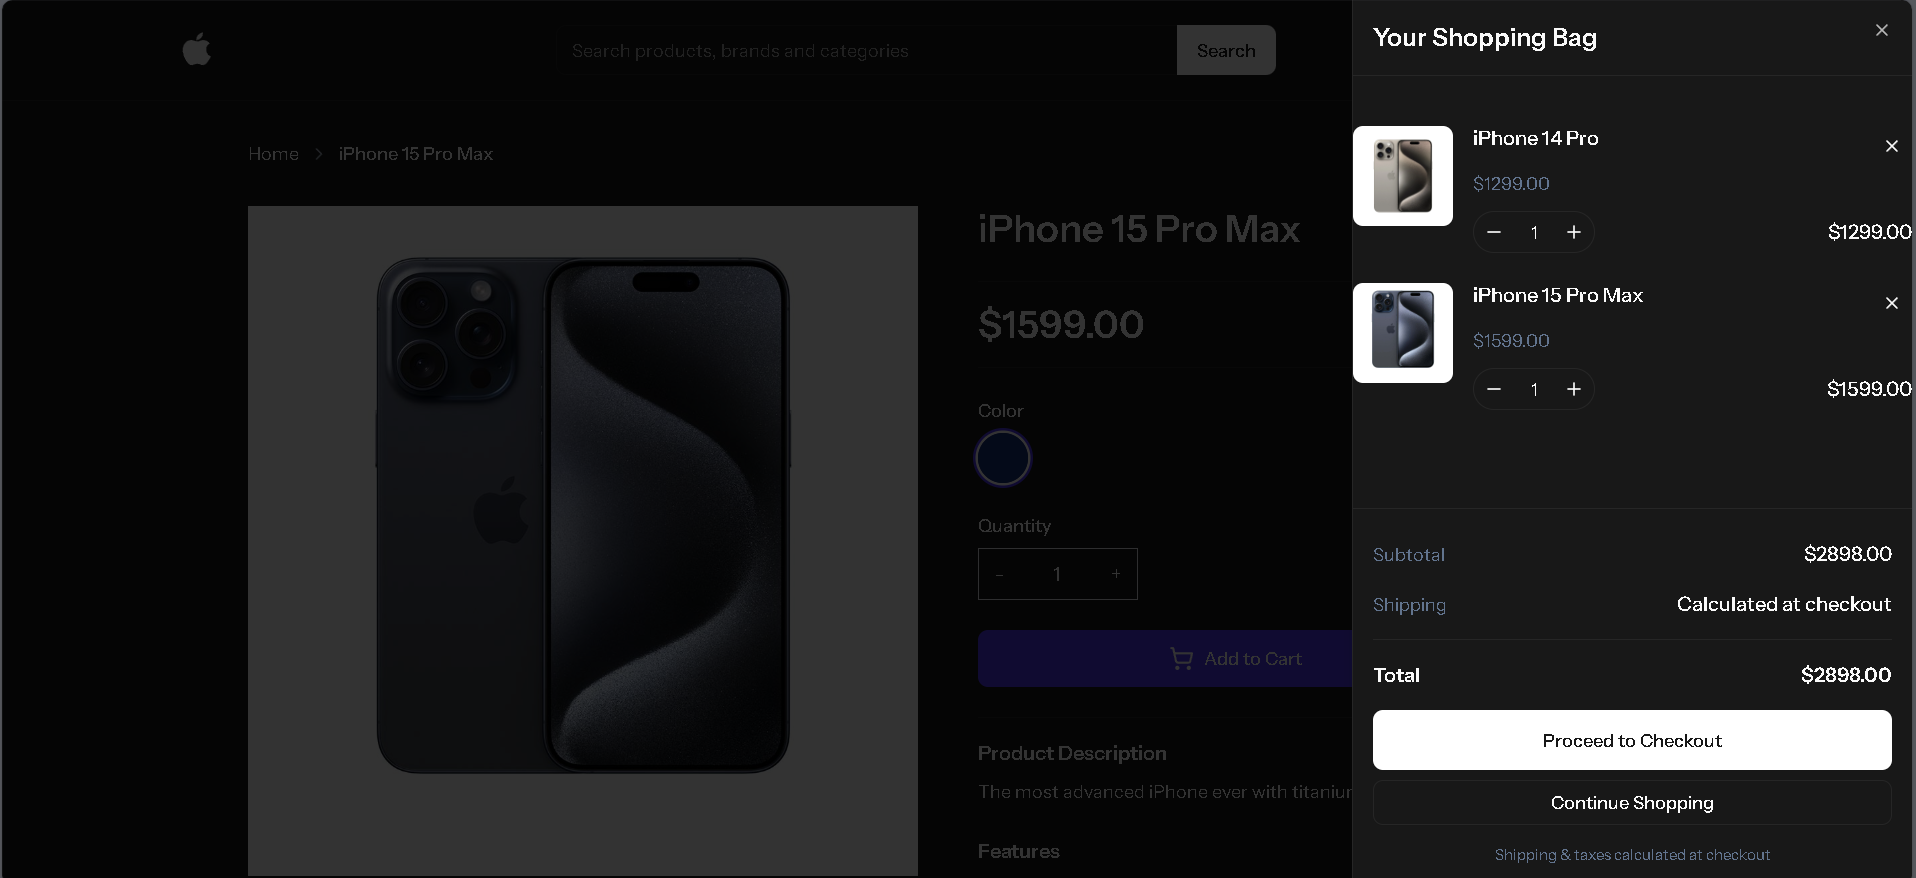 Search products, brands and categories
Search
Home > iPhone 15 Pro Max
iPhone 15 Pro Max
$1599.00
Color
Quantity
- 1 +
Add to Cart
Product Description
The most advanced iPhone ever with titanium
Features
Your Shopping Bag
iPhone 14 Pro
$1299.00
− 1 +
$1299.00
iPhone 15 Pro Max
$1599.00
− 1 +
$1599.00
Subtotal $2898.00
Shipping Calculated at checkout
Total $2898.00
Proceed to Checkout
Continue Shopping
Shipping & taxes calculated at checkout